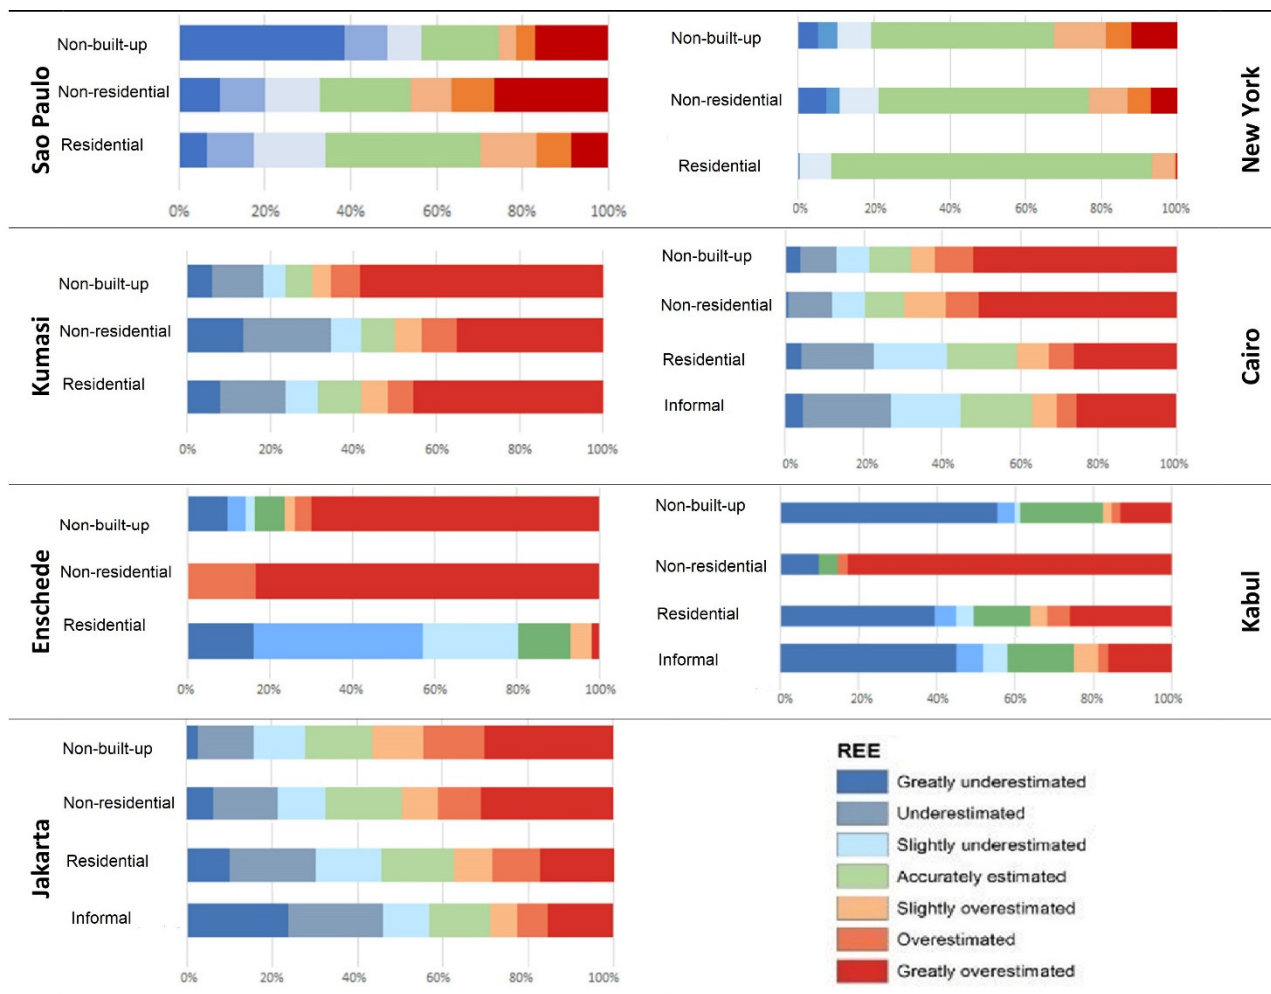 Sao Paulo
Non-built-up
Non-residential
Residential
0% 20% 40% 60% 80% 100%
New York
Non-built-up
Non-residential
Residential
0% 20% 40% 60% 80% 100%
Kumasi
Non-built-up
Non-residential
Residential
0% 20% 40% 60% 80% 100%
Cairo
Non-built-up
Non-residential
Residential
Informal
0% 20% 40% 60% 80% 100%
Enschede
Non-built-up
Non-residential
Residential
0% 20% 40% 60% 80% 100%
Kabul
Non-built-up
Non-residential
Residential
Informal
0% 20% 40% 60% 80% 100%
Jakarta
Non-built-up
Non-residential
Residential
Informal
0% 20% 40% 60% 80% 100%
REE
Greatly underestimated
Underestimated
Slightly underestimated
Accurately estimated
Slightly overestimated
Overestimated
Greatly overestimated